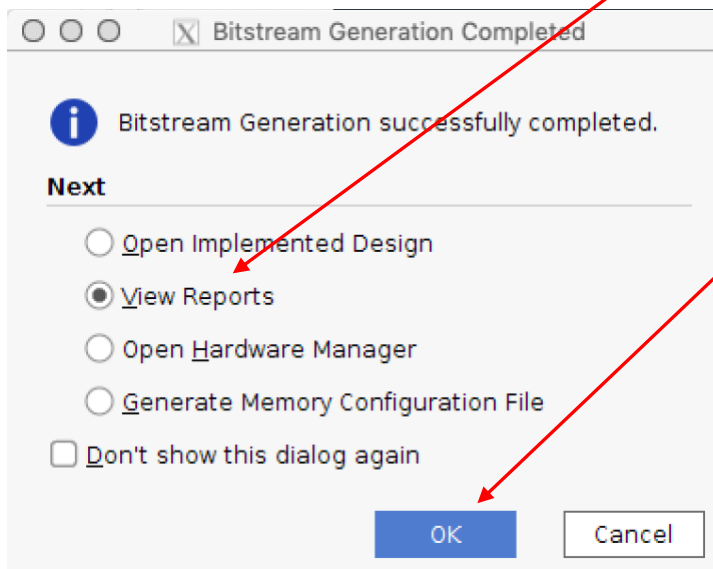 Bitstream Generation Completed
Bitstream Generation successfully completed.
Next
Open Implemented Design
View Reports
Open Hardware Manager
Generate Memory Configuration File
Don't show this dialog again
OK Cancel